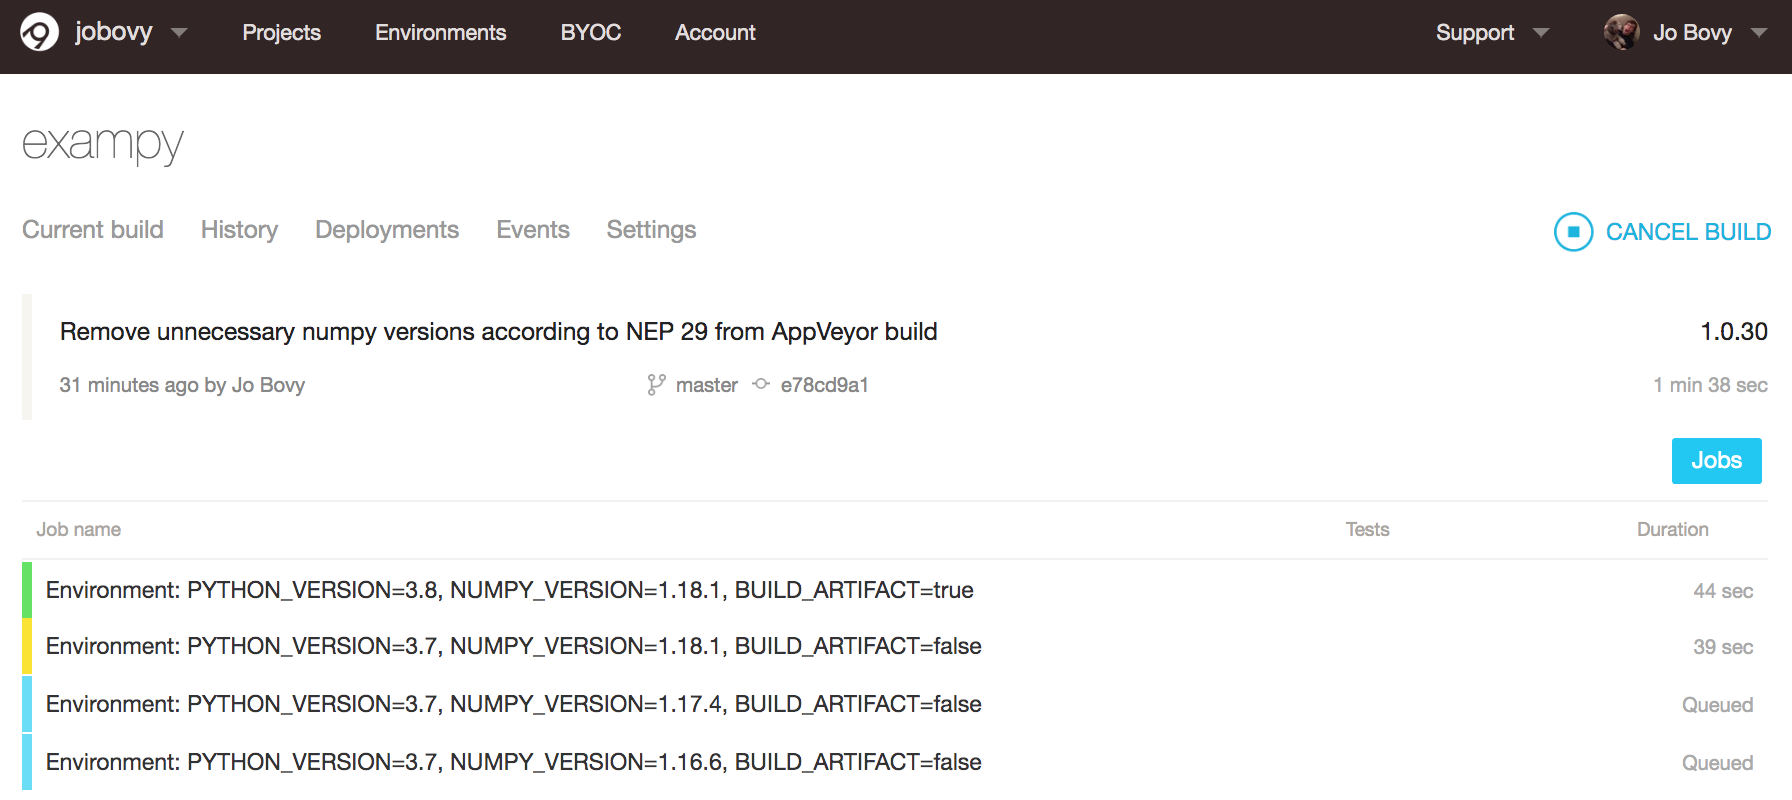 jobovy Projects Environments BYOC Account Support Jo Bovy
exampy
Current build History Deployments Events Settings CANCEL BUILD
Remove unnecessary numpy versions according to NEP 29 from AppVeyor build 1.0.30
31 minutes ago by Jo Bovy master e78cd9a1 1 min 38 sec
Jobs
Job name Tests Duration
Environment: PYTHON_VERSION=3.8, NUMPY_VERSION=1.18.1, BUILD_ARTIFACT=true 44 sec
Environment: PYTHON_VERSION=3.7, NUMPY_VERSION=1.18.1, BUILD_ARTIFACT=false 39 sec
Environment: PYTHON_VERSION=3.7, NUMPY_VERSION=1.17.4, BUILD_ARTIFACT=false Queued
Environment: PYTHON_VERSION=3.7, NUMPY_VERSION=1.16.6, BUILD_ARTIFACT=false Queued